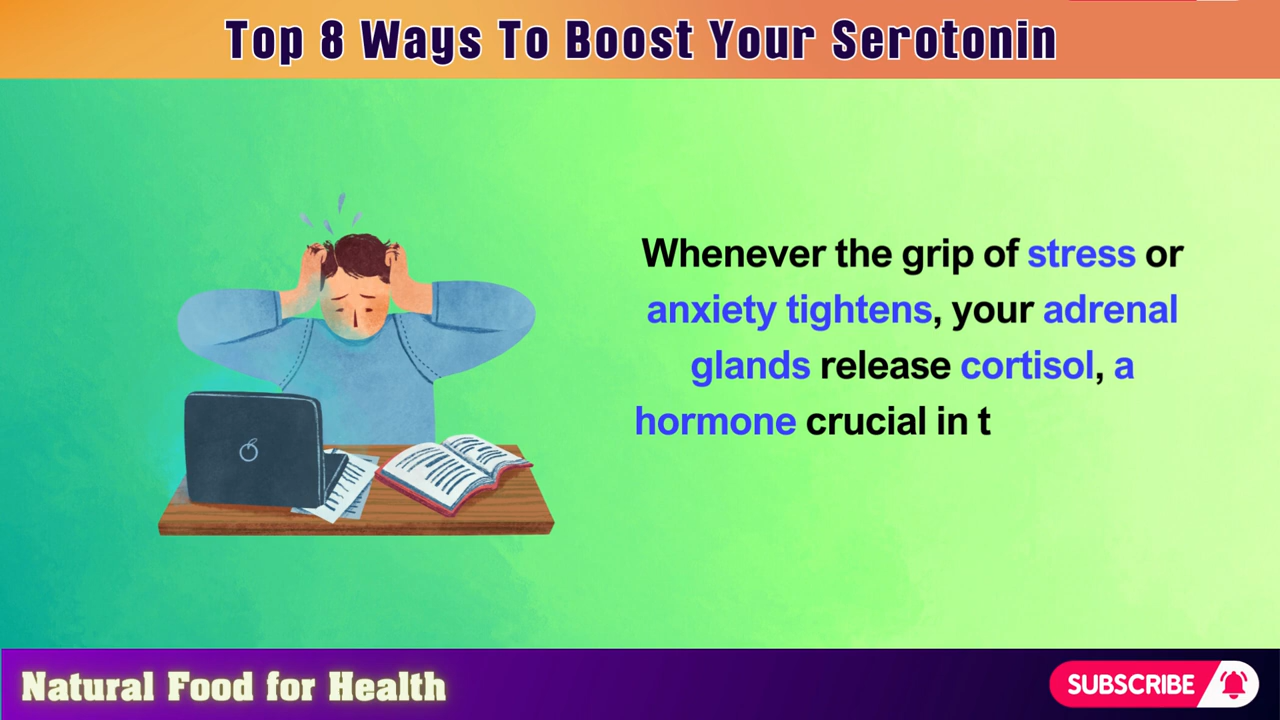 Top 8 Ways To Boost Your Serotonin
Whenever the grip of stress or
anxiety tightens, your adrenal
glands release cortisol, a
hormone crucial in t
Natural Food for Health
SUBSCRIBE